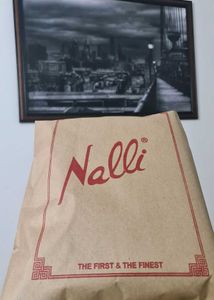 Nalli®
THE FIRST & THE FINEST